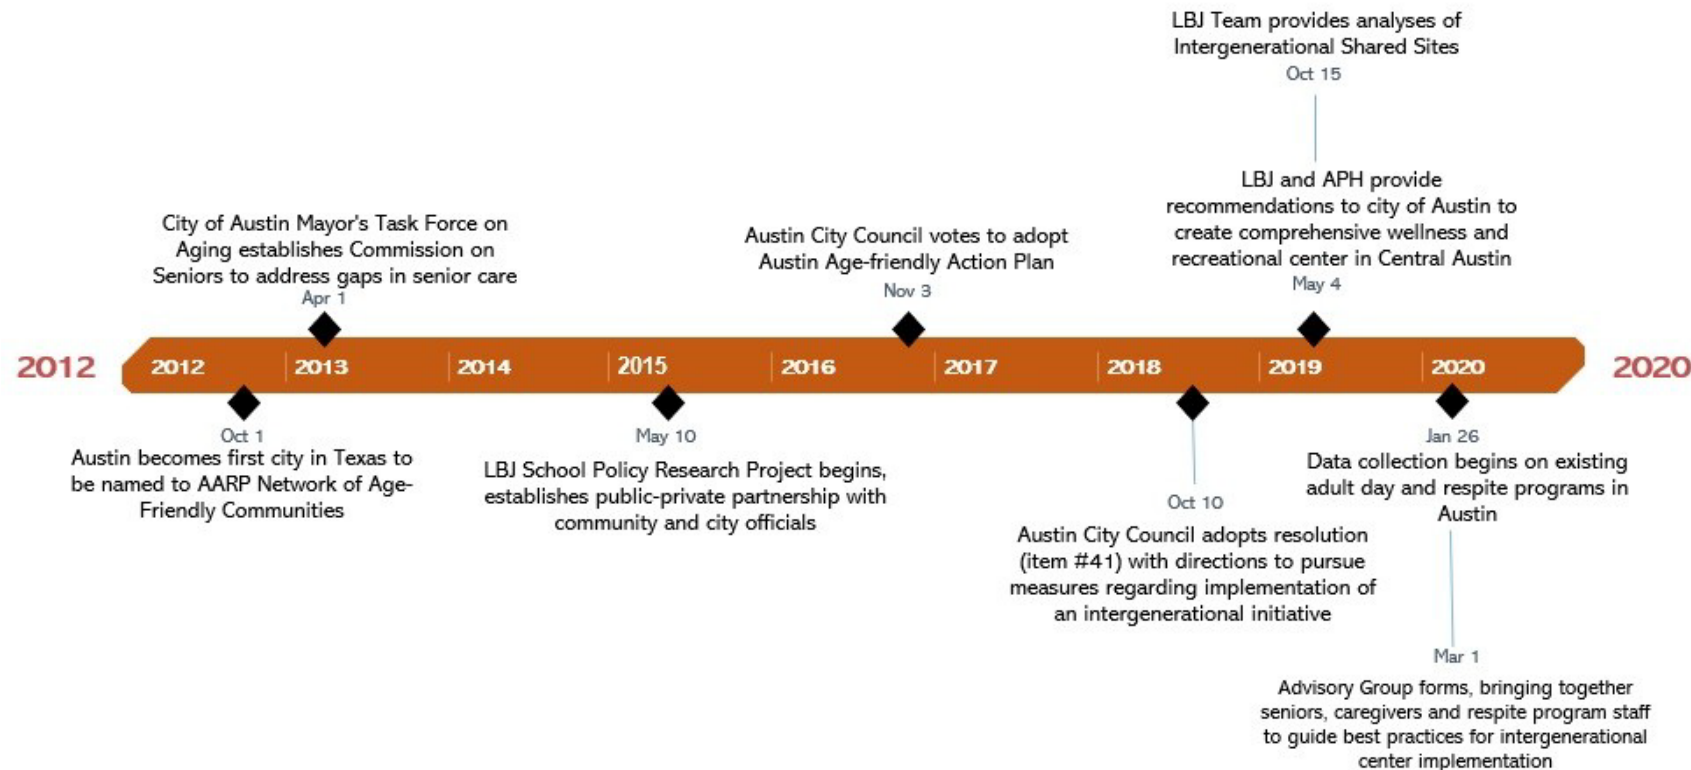 LBJ Team provides analyses of
Intergenerational Shared Sites
Oct 15
LBJ and APH provide
recommendations to city of Austin to
create comprehensive wellness and
recreational center in Central Austin
May 4
City of Austin Mayor's Task Force on
Aging establishes Commission on
Seniors to address gaps in senior care
Apr 1
Austin City Council votes to adopt
Austin Age-friendly Action Plan
Nov 3
2012
2012
2013
2014
2015
2016
2017
2018
2019
2020
2020
Oct 1
Austin becomes first city in Texas to
be named to AARP Network of Age-
Friendly Communities
May 10
LBJ School Policy Research Project begins,
establishes public-private partnership with
community and city officials
Oct 10
Austin City Council adopts resolution
(item #41) with directions to pursue
measures regarding implementation of
an intergenerational initiative
Jan 26
Data collection begins on existing
adult day and respite programs in
Austin
Mar 1
Advisory Group forms, bringing together
seniors, caregivers and respite program staff
to guide best practices for intergenerational
center implementation